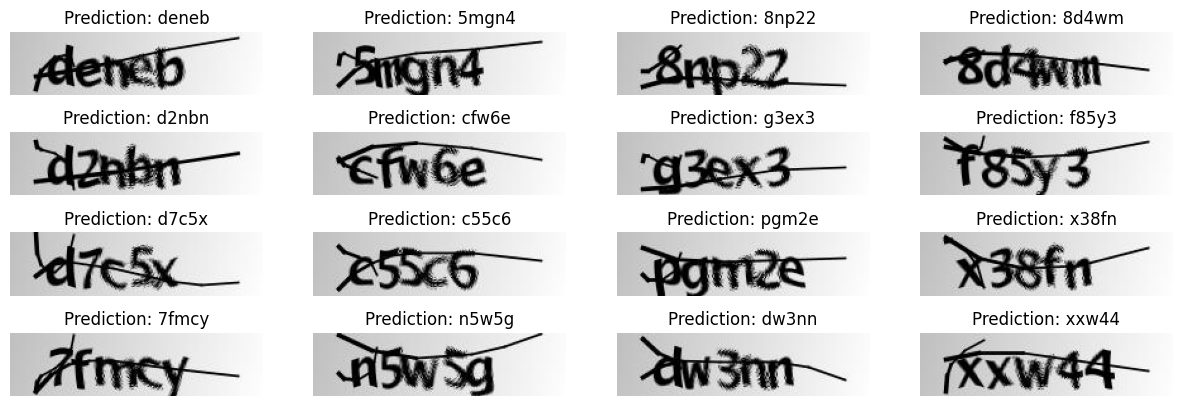 Prediction: deneb Prediction: 5mgn4 Prediction: 8np22 Prediction: 8d4wm
deneb 5mgn4 8np22 8d4wm
Prediction: d2nbn Prediction: cfw6e Prediction: g3ex3 Prediction: f85y3
d2nbn cfw6e g3ex3 f85y3
Prediction: d7c5x Prediction: c55c6 Prediction: pgm2e Prediction: x38fn
d7c5x c55c6 pgm2e x38fn
Prediction: 7fmcy Prediction: n5w5g Prediction: dw3nn Prediction: xxw44
7fmcy n5w5g dw3nn xxw44